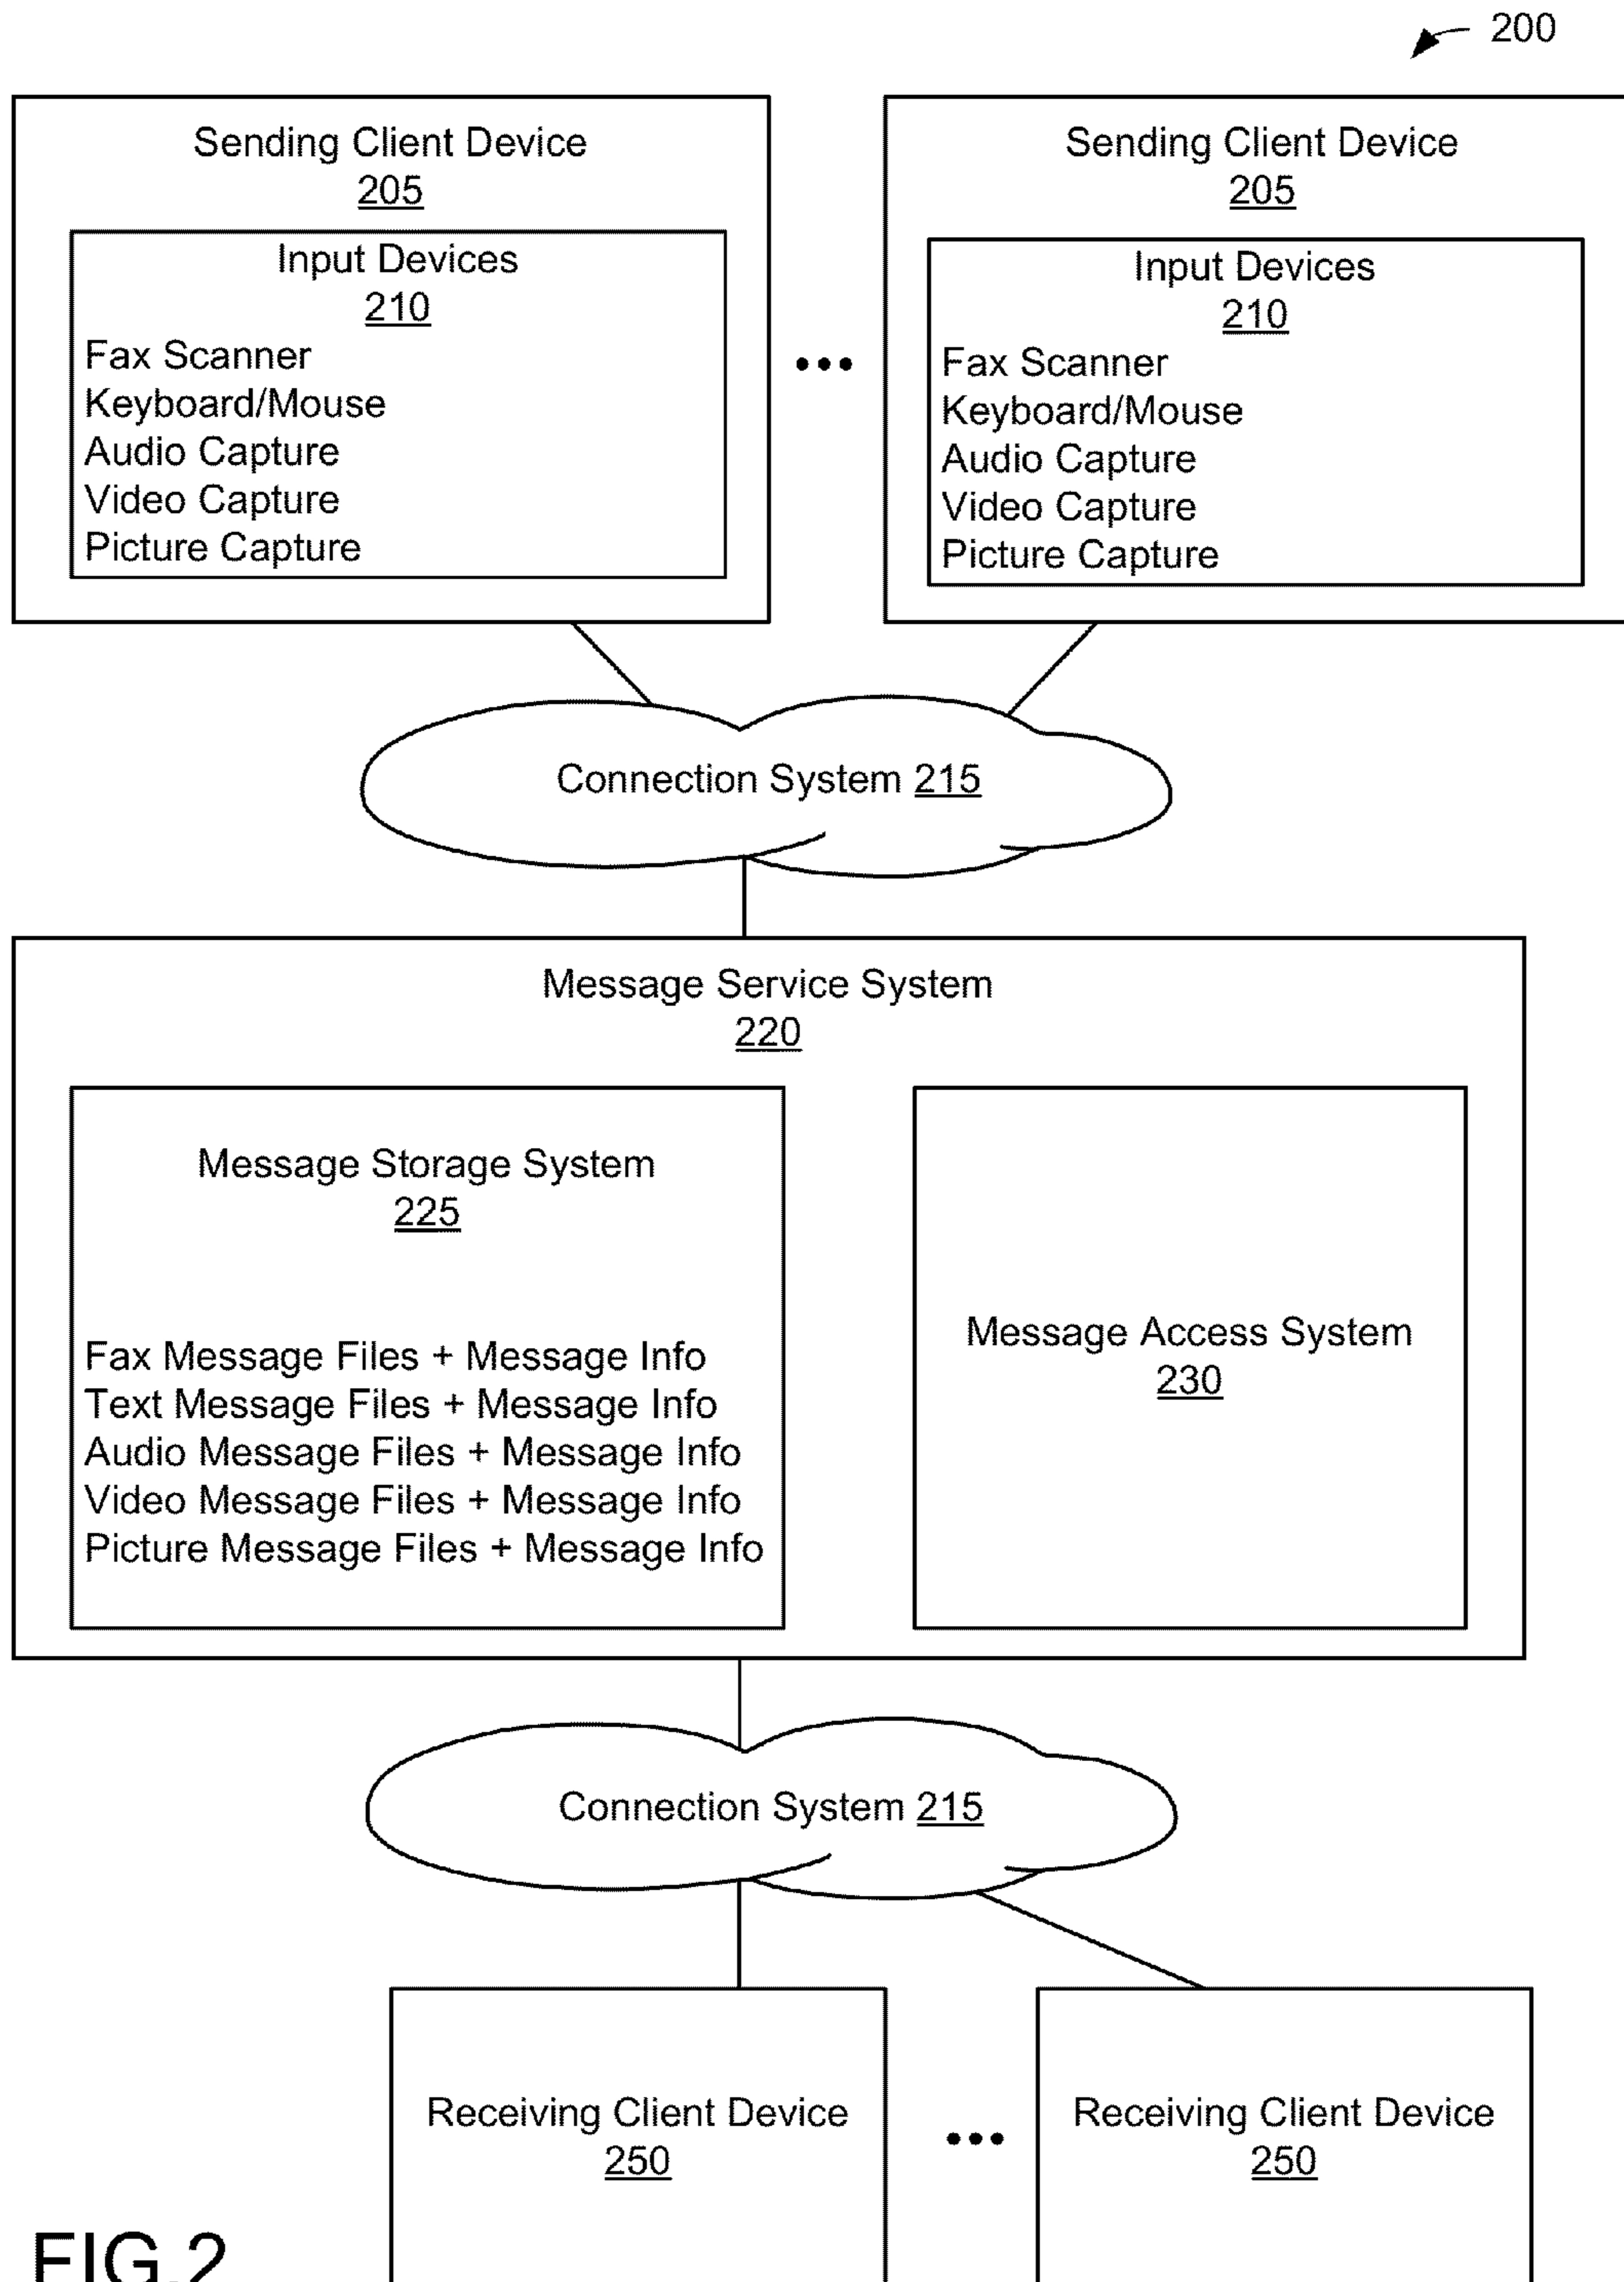 200
Sending Client Device
205
Input Devices
210
Fax Scanner
Keyboard/Mouse
Audio Capture
Video Capture
Picture Capture
•••
Sending Client Device
205
Input Devices
210
Fax Scanner
Keyboard/Mouse
Audio Capture
Video Capture
Picture Capture
Connection System 215
Message Service System
220
Message Storage System
225
Fax Message Files + Message Info
Text Message Files + Message Info
Audio Message Files + Message Info
Video Message Files + Message Info
Picture Message Files + Message Info
Message Access System
230
Connection System 215
Receiving Client Device
250
•••
Receiving Client Device
250
FIG.2